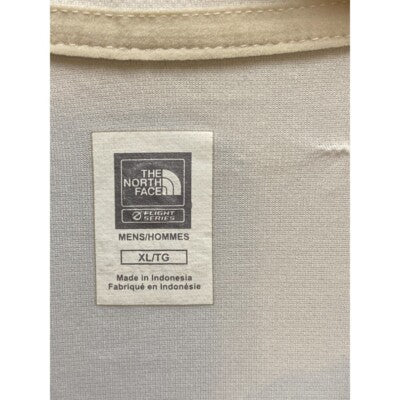 THE
NORTH
FACE
FLIGHT
SERIES
MENS/HOMMES
XL/TG
Made in Indonesia
Fabriqué en Indonésie